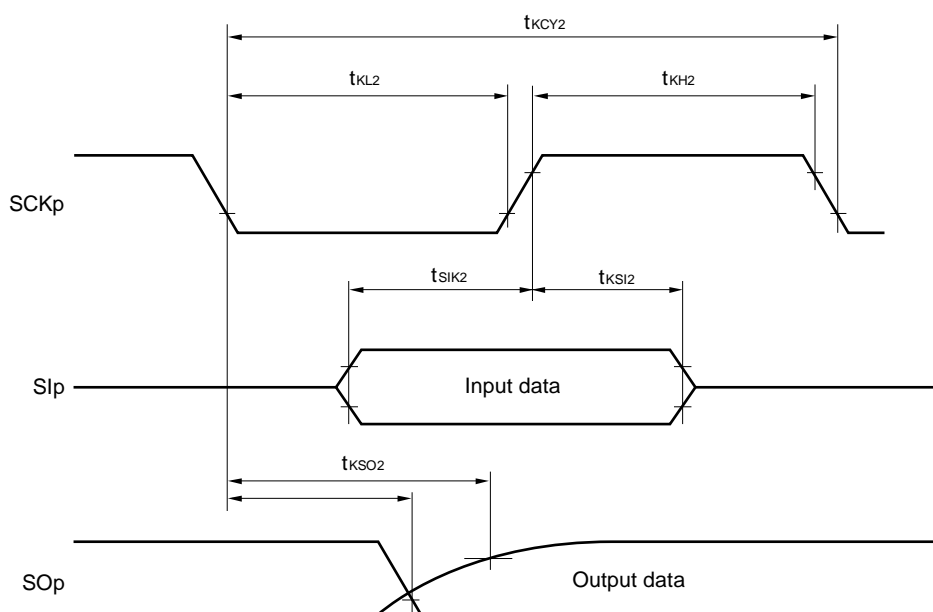 tKCY2
tKL2
tKH2
SCKp
tSIK2
tKSI2
SIp
Input data
tKSO2
SOp
Output data